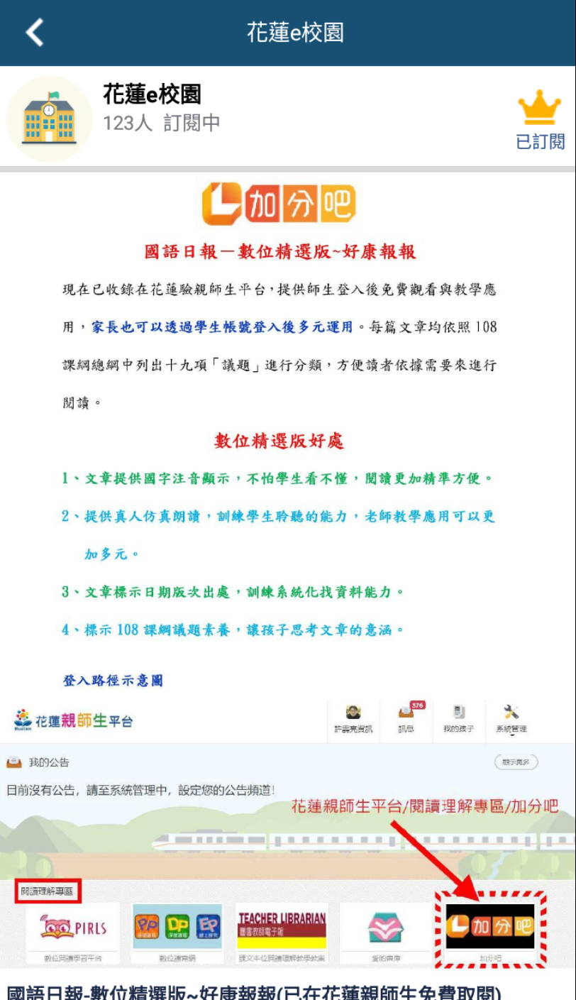 花蓮e校園
花蓮e校園
123人 訂閱中
已訂閱
加分吧
國語日報－數位精選版~好康報報
現在已收錄在花蓮驗親師生平台，提供師生登入後免費觀看與教學應
用，家長也可以透過學生帳號登入後多元運用。每篇文章均依照 108
課綱總綱中列出十九項「議題」進行分類，方便讀者依據需要來進行
閱讀。
數位精選版好處
1、文章提供國字注音顯示，不怕學生看不懂，閱讀更加精準方便。
2、提供真人仿真朗讀，訓練學生聆聽的能力，老師教學應用可以更
加多元。
3、文章標示日期版次出處，訓練系統化找資料能力。
4、標示 108 課綱議題素養，讓孩子思考文章的意涵。
登入路徑示意圖
Hualien 花蓮親師生平台
376
許壽亮資訊 訊息 我的孩子 系統管理
我的公告
顯示更多
目前沒有公告，請至系統管理中，設定您的公告頻道!
花蓮親師生平台/閱讀理解專區/加分吧
閱讀理解專區
PIRLS
PP DP EP
TEACHER LIBRARIAN
圖書教師電子報
加分吧
數位閱讀學習平台 數位讀寫網 課文本位閱讀理解教學教案 愛的書庫 加分吧
國語日報-數位精選版~好康報報(已在花蓮親師生免費取閱)